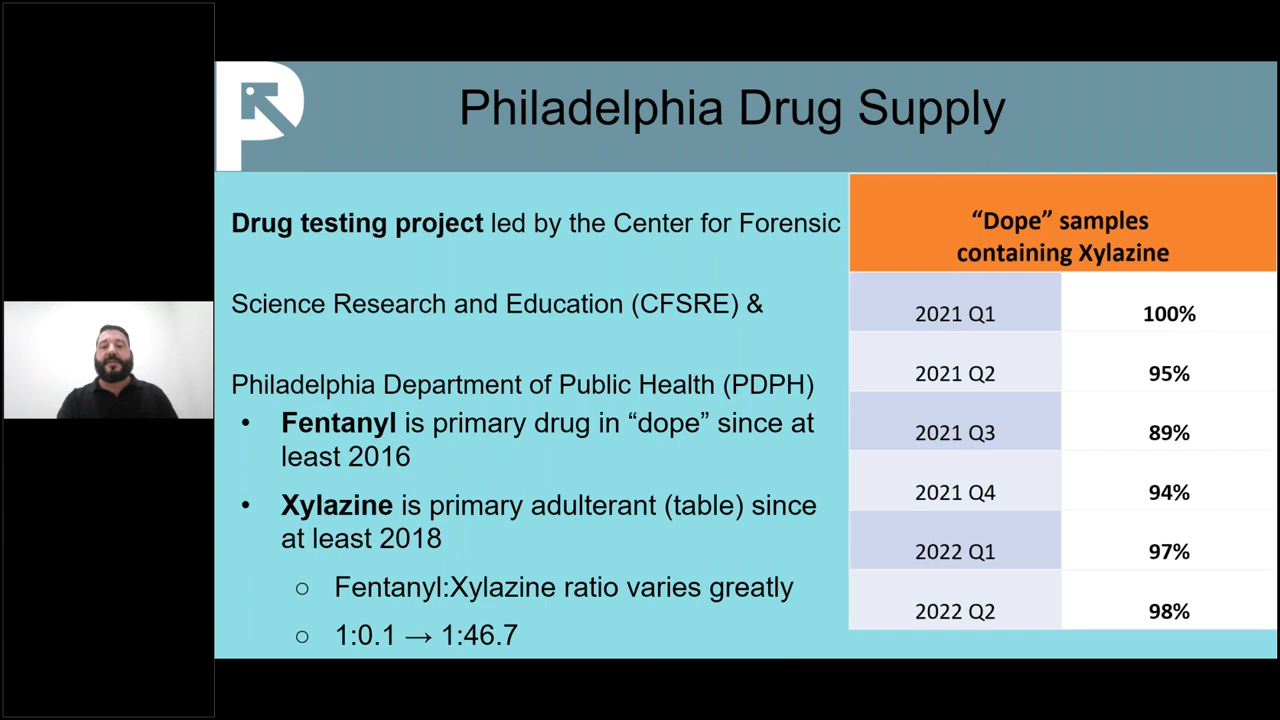 Philadelphia Drug Supply
Drug testing project led by the Center for Forensic
Science Research and Education (CFSRE) &
Philadelphia Department of Public Health (PDPH)
• Fentanyl is primary drug in “dope” since at
least 2016
• Xylazine is primary adulterant (table) since
at least 2018
○ Fentanyl:Xylazine ratio varies greatly
○ 1:0.1 → 1:46.7
“Dope” samples
containing Xylazine
2021 Q1 100%
2021 Q2 95%
2021 Q3 89%
2021 Q4 94%
2022 Q1 97%
2022 Q2 98%